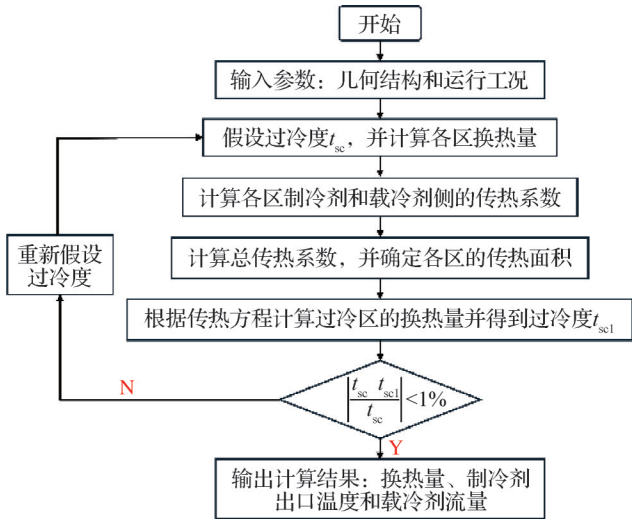 开始
输入参数：几何结构和运行工况
假设过冷度t_sc，并计算各区换热量
计算各区制冷剂和载冷剂侧的传热系数
重新假设
过冷度
计算总传热系数，并确定各区的传热面积
根据传热方程计算过冷区的换热量并得到过冷度t_sc1
N
|t_sc t_sc1 / t_sc|<1%
Y
输出计算结果：换热量、制冷剂
出口温度和载冷剂流量